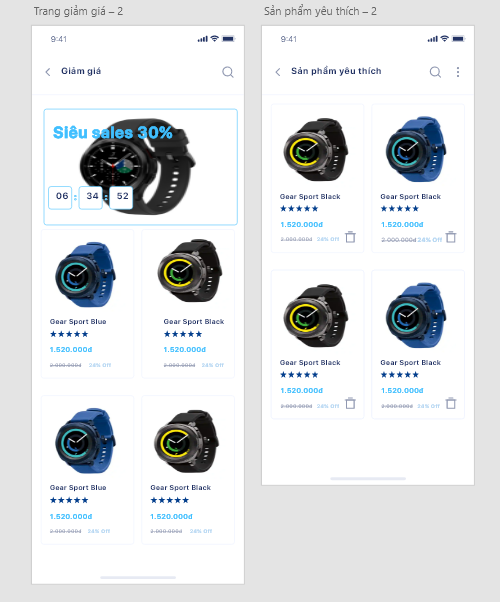 Trang giảm giá – 2
9:41
Giảm giá
Siêu sales 30%
06 : 34 : 52
Gear Sport Blue
1.520.000đ
2.000.000đ 24% Off
Gear Sport Black
1.520.000đ
2.000.000đ 24% Off
Gear Sport Blue
1.520.000đ
2.000.000đ 24% Off
Gear Sport Black
1.520.000đ
2.000.000đ 24% Off
Sản phẩm yêu thích – 2
9:41
Sản phẩm yêu thích
Gear Sport Black
1.520.000đ
2.000.000đ 24% Off
Gear Sport Black
1.520.000đ
2.000.000đ 24% Off
Gear Sport Black
1.520.000đ
2.000.000đ 24% Off
Gear Sport Black
1.520.000đ
2.000.000đ 24% Off